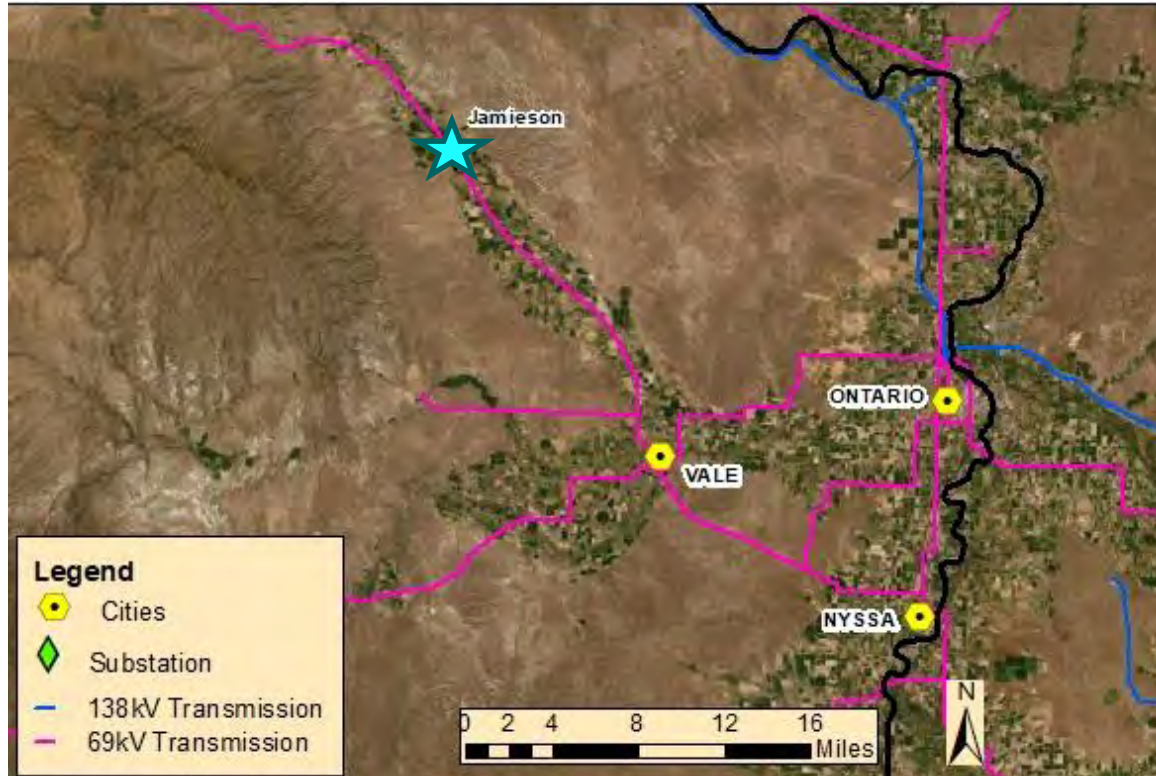 Jamieson
ONTARIO
VALE
NYSSA
Legend
Cities
Substation
138kV Transmission
69kV Transmission
0 2 4 8 12 16
Miles
N